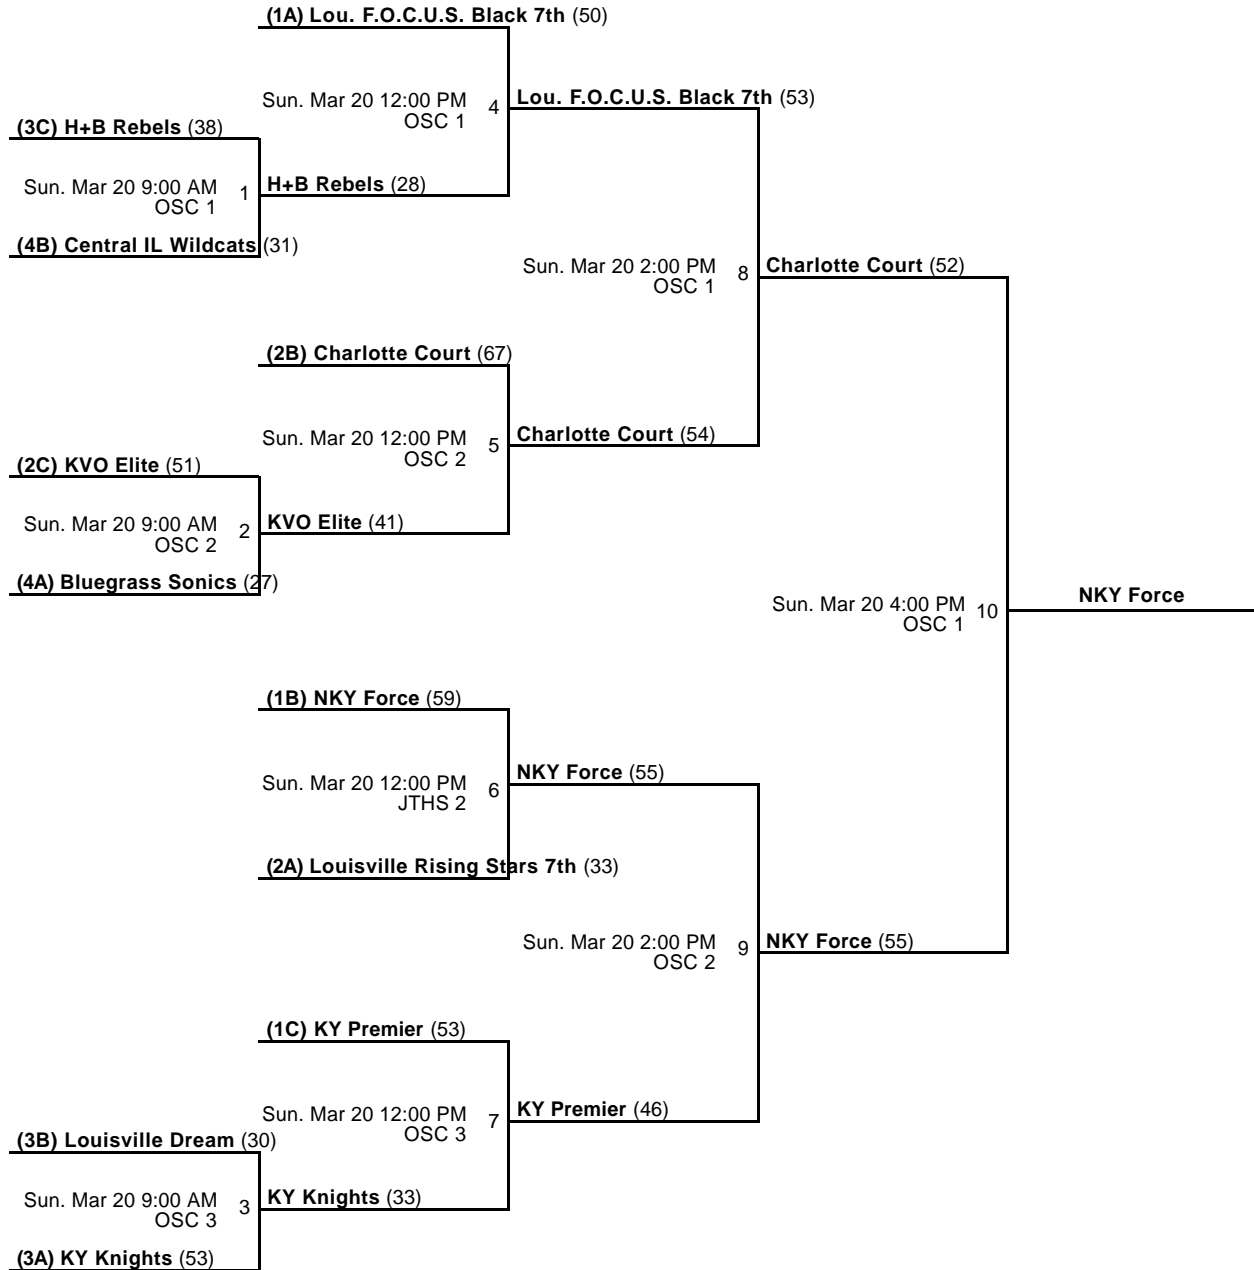 (1A) Lou. F.O.C.U.S. Black 7th (50)
Sun. Mar 20 12:00 PM 4
OSC 1
Lou. F.O.C.U.S. Black 7th (53)
(3C) H+B Rebels (38)
Sun. Mar 20 9:00 AM 1
OSC 1
H+B Rebels (28)
(4B) Central IL Wildcats (31)
Sun. Mar 20 2:00 PM 8
OSC 1
Charlotte Court (52)
(2B) Charlotte Court (67)
Sun. Mar 20 12:00 PM 5
OSC 2
Charlotte Court (54)
(2C) KVO Elite (51)
Sun. Mar 20 9:00 AM 2
OSC 2
KVO Elite (41)
(4A) Bluegrass Sonics (27)
Sun. Mar 20 4:00 PM 10
OSC 1
NKY Force
(1B) NKY Force (59)
Sun. Mar 20 12:00 PM 6
JTHS 2
NKY Force (55)
(2A) Louisville Rising Stars 7th (33)
Sun. Mar 20 2:00 PM 9
OSC 2
NKY Force (55)
(1C) KY Premier (53)
Sun. Mar 20 12:00 PM 7
OSC 3
KY Premier (46)
(3B) Louisville Dream (30)
Sun. Mar 20 9:00 AM 3
OSC 3
KY Knights (33)
(3A) KY Knights (53)